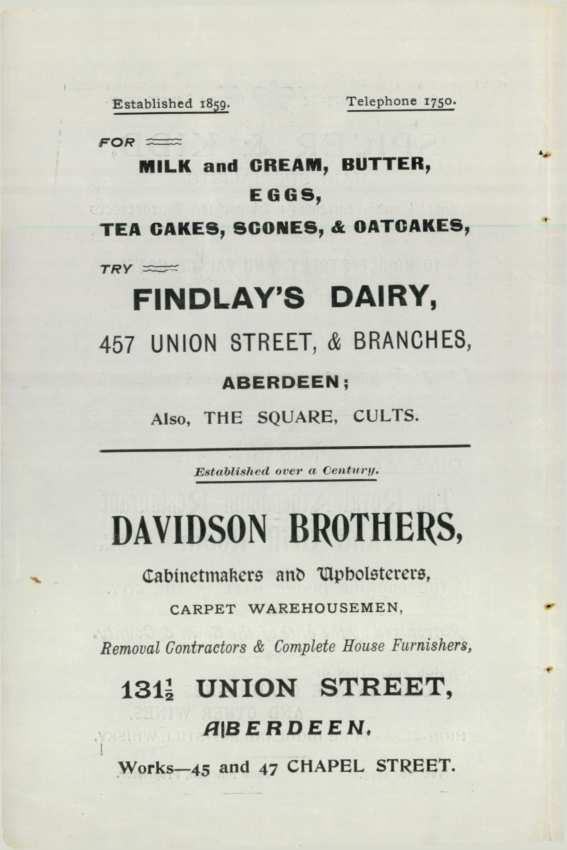 Established 1859. Telephone 1750.
FOR
MILK and CREAM, BUTTER,
EGGS,
TEA CAKES, SCONES, & OATCAKES,
TRY
FINDLAY'S DAIRY,
457 UNION STREET, & BRANCHES,
ABERDEEN;
Also, THE SQUARE, CULTS.
Established over a Century.
DAVIDSON BROTHERS,
Cabinetmakers and Upholsterers,
CARPET WAREHOUSEMEN,
Removal Contractors & Complete House Furnishers,
131½ UNION STREET,
ABERDEEN.
Works—45 and 47 CHAPEL STREET.